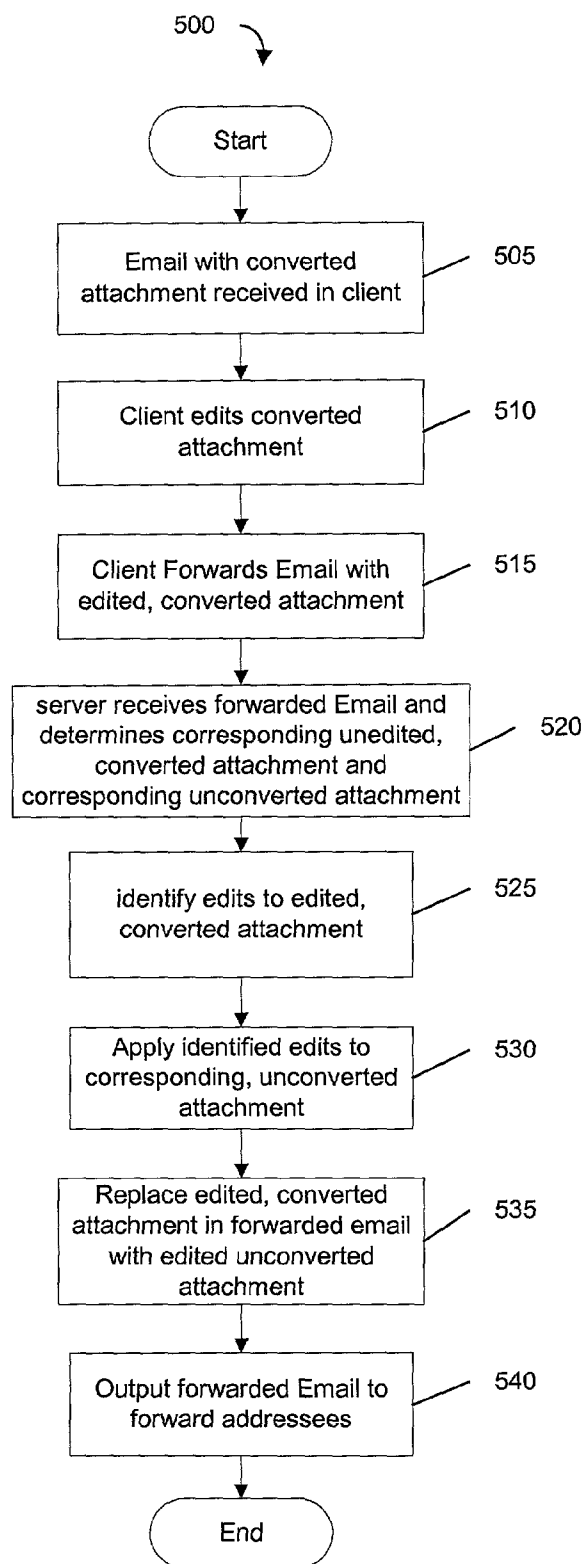 500
Start
Email with converted
attachment received in client
505
Client edits converted
attachment
510
Client Forwards Email with
edited, converted attachment
515
server receives forwarded Email and
determines corresponding unedited,
converted attachment and
corresponding unconverted attachment
520
identify edits to edited,
converted attachment
525
Apply identified edits to
corresponding, unconverted
attachment
530
Replace edited, converted
attachment in forwarded email
with edited unconverted
attachment
535
Output forwarded Email to
forward addressees
540
End